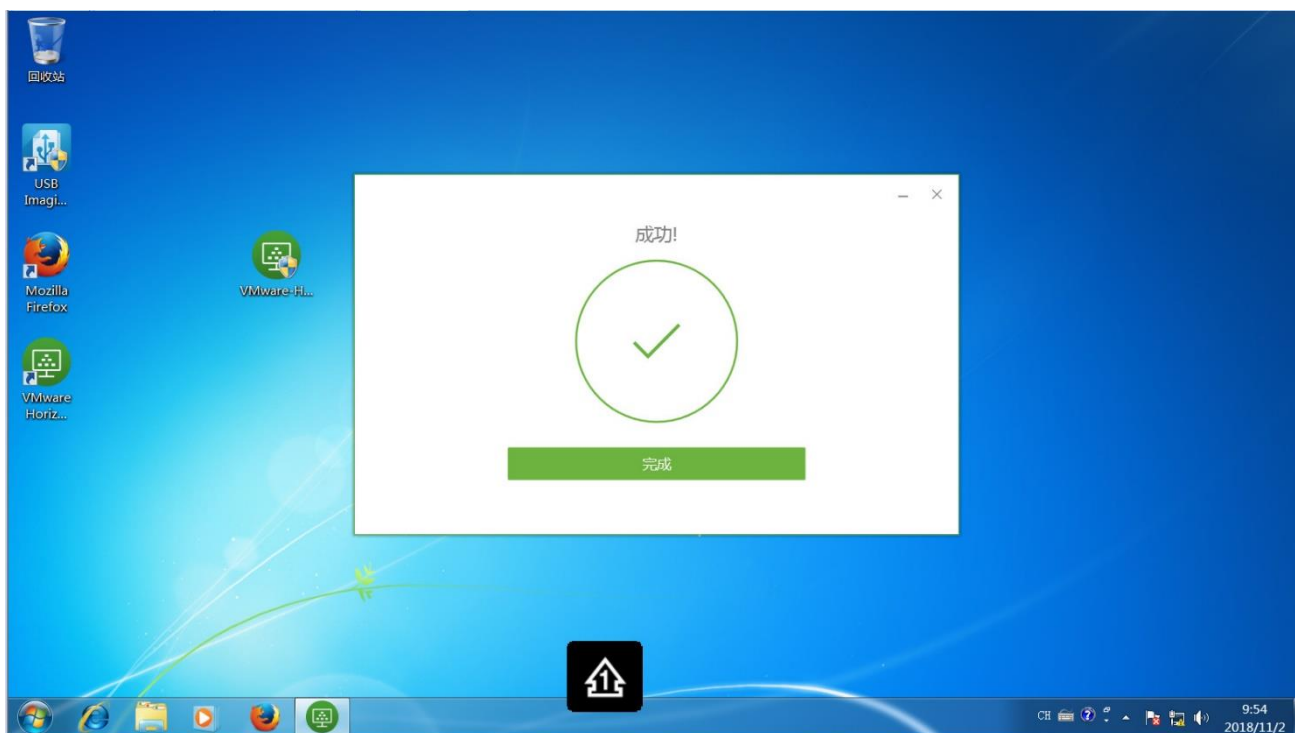 回收站
USB
Imagi...
Mozilla
Firefox
VMware-H...
VMware
Horiz...
成功!
完成
1
CH
9:54
2018/11/2